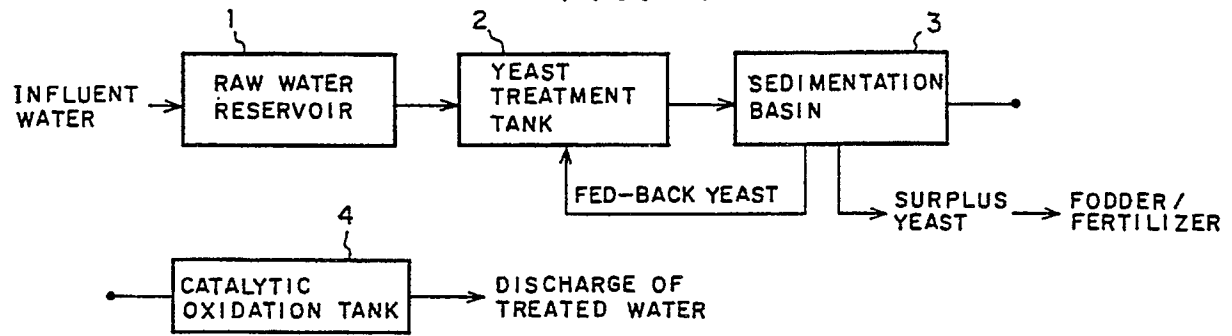 1
2
3
INFLUENT
WATER
RAW WATER
RESERVOIR
YEAST
TREATMENT
TANK
SEDIMENTATION
BASIN
FED-BACK YEAST
SURPLUS
YEAST
FODDER/
FERTILIZER
4
CATALYTIC
OXIDATION TANK
DISCHARGE OF
TREATED WATER